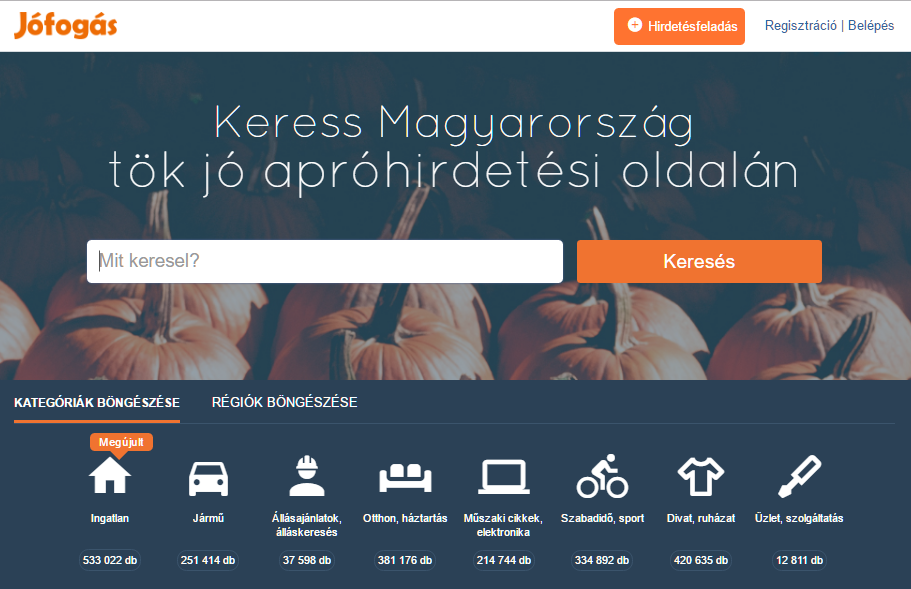 Jófogás
Hirdetésfeladás
Regisztráció | Belépés
Keress Magyarország
tök jó apróhirdetési oldalán
Mit keresel?
Keresés
KATEGÓRIÁK BÖNGÉSZÉSE
RÉGIÓK BÖNGÉSZÉSE
Megújult
Ingatlan
533 022 db
Jármű
251 414 db
Állásajánlatok,
álláskeresés
37 598 db
Otthon, háztartás
381 176 db
Műszaki cikkek,
elektronika
214 744 db
Szabadidő, sport
334 892 db
Divat, ruházat
420 635 db
Üzlet, szolgáltatás
12 811 db